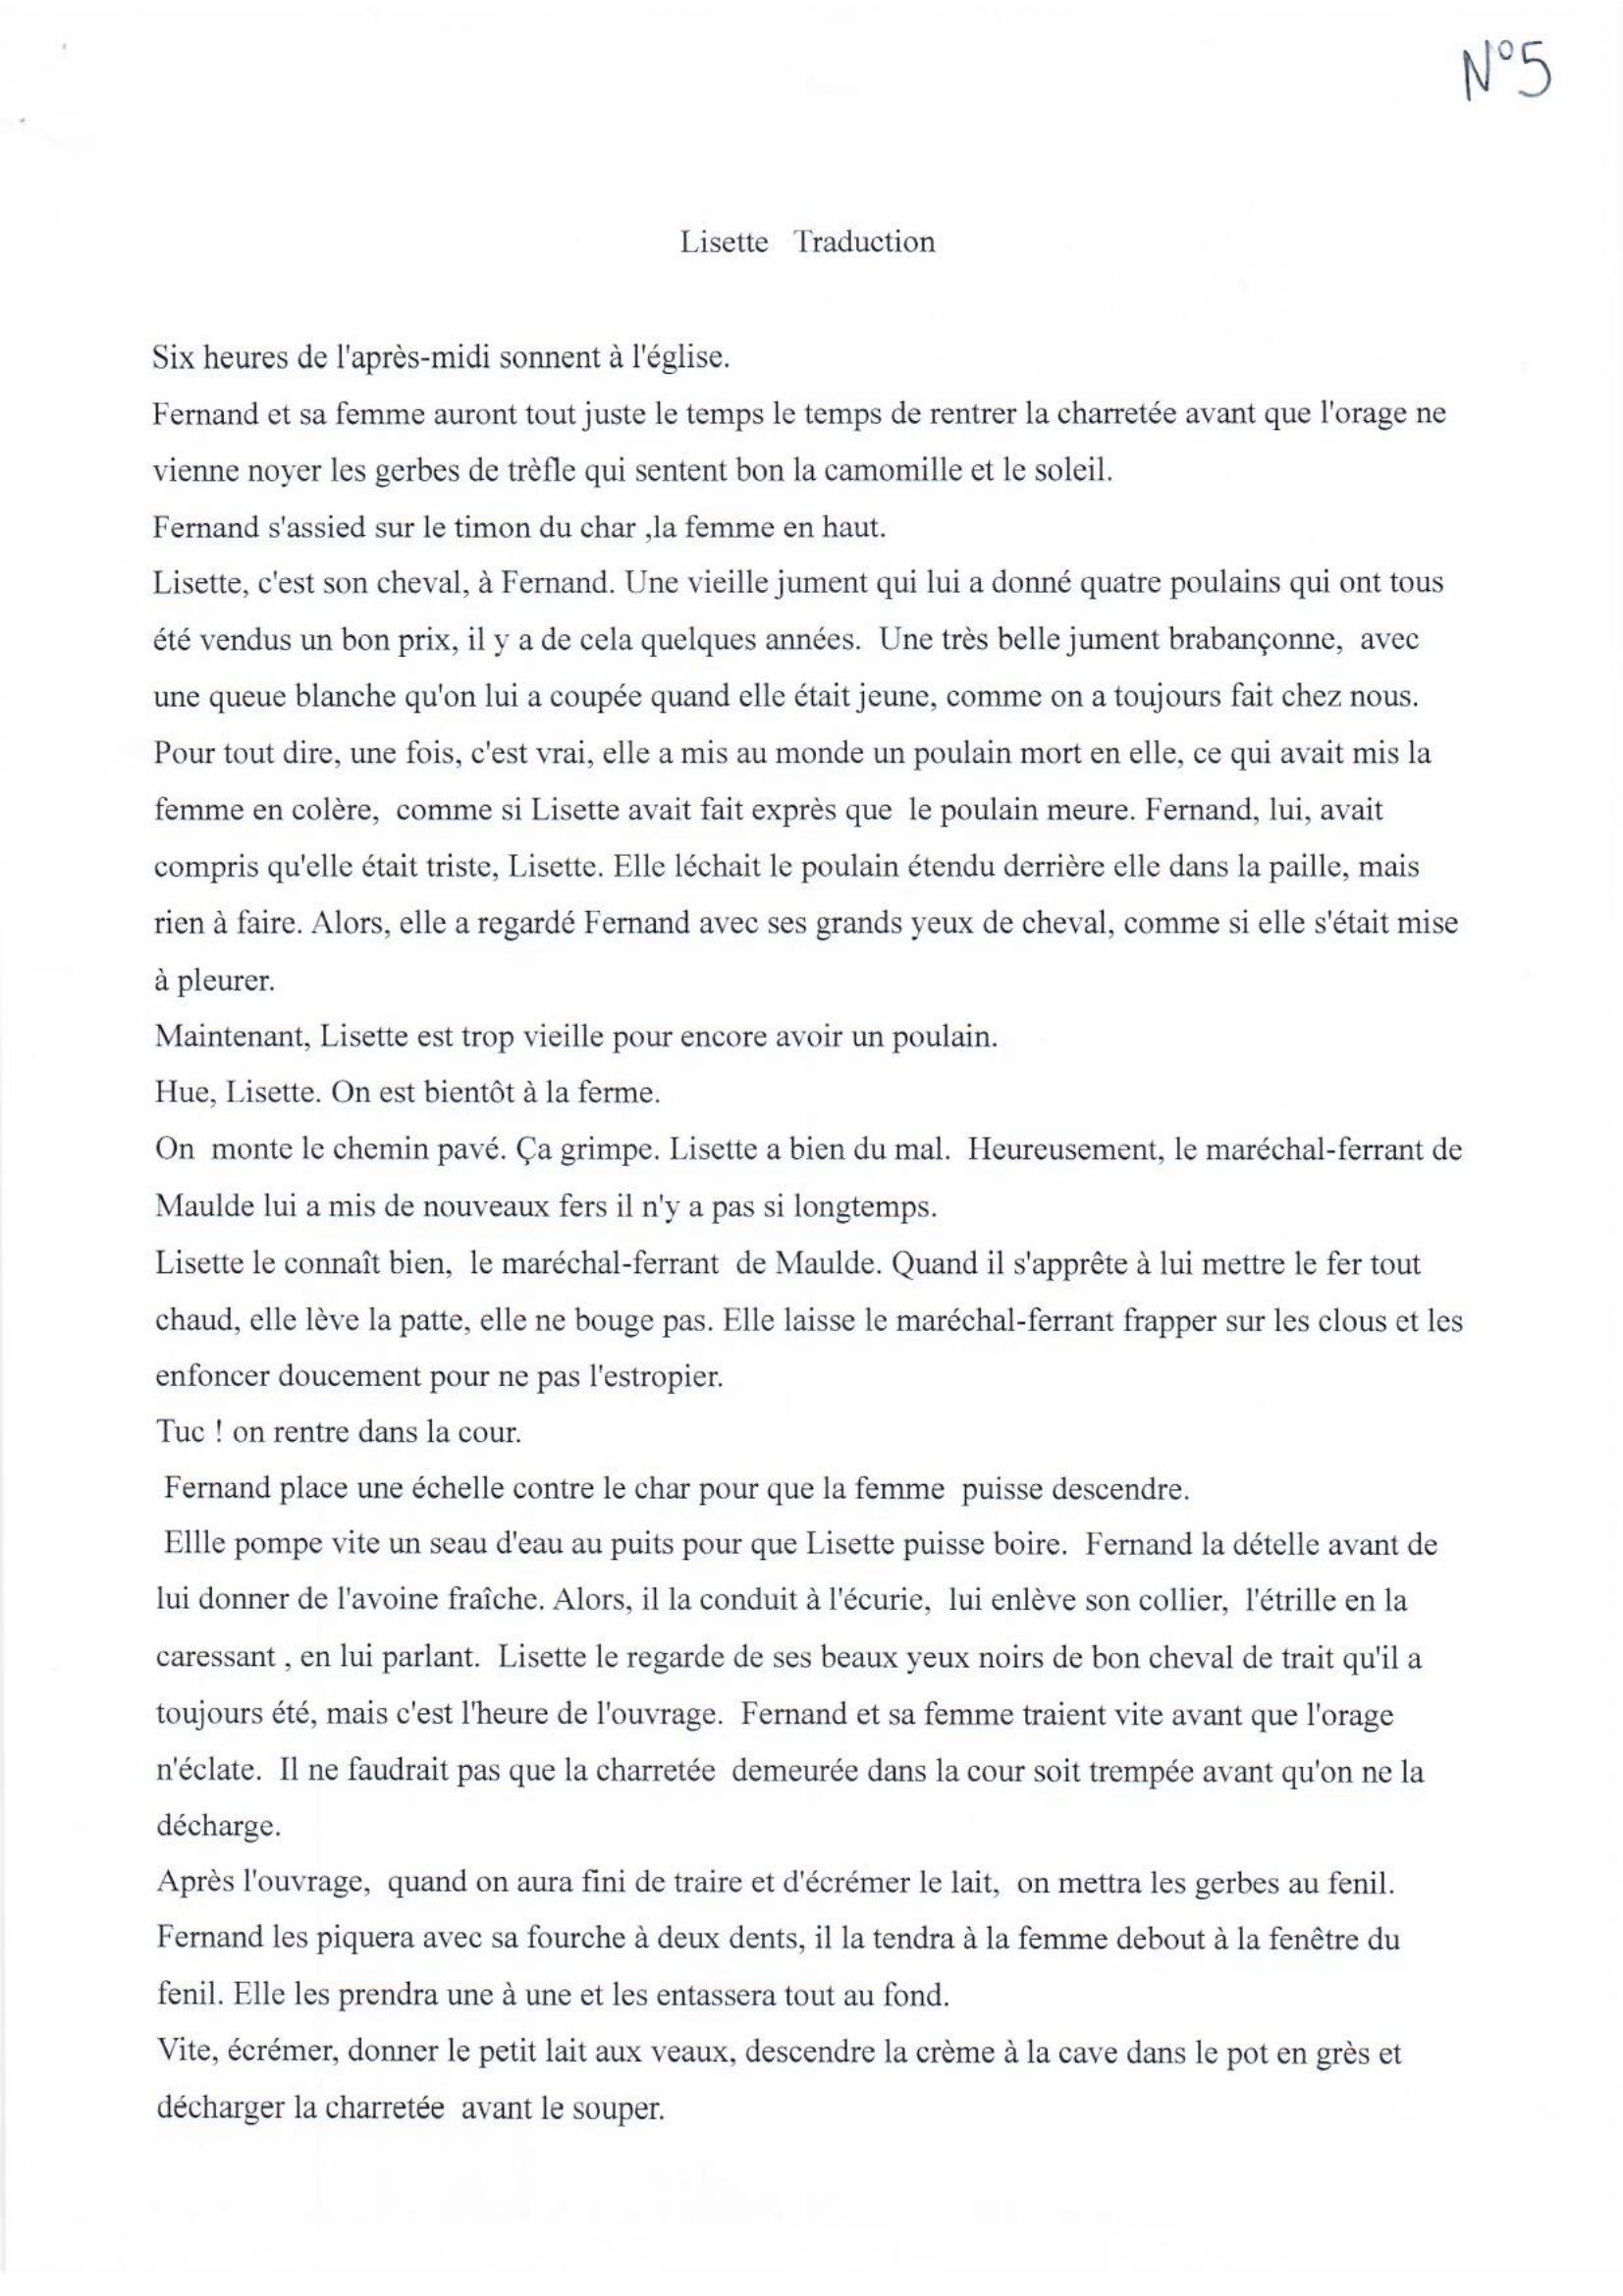 N°5
Lisette Traduction
Six heures de l'après-midi sonnent à l'église.
Fernand et sa femme auront tout juste le temps le temps de rentrer la charretée avant que l'orage ne
vienne noyer les gerbes de trèfle qui sentent bon la camomille et le soleil.
Fernand s'assied sur le timon du char ,la femme en haut.
Lisette, c'est son cheval, à Fernand. Une vieille jument qui lui a donné quatre poulains qui ont tous
été vendus un bon prix, il y a de cela quelques années. Une très belle jument brabançonne, avec
une queue blanche qu'on lui a coupée quand elle était jeune, comme on a toujours fait chez nous.
Pour tout dire, une fois, c'est vrai, elle a mis au monde un poulain mort en elle, ce qui avait mis la
femme en colère, comme si Lisette avait fait exprès que le poulain meure. Fernand, lui, avait
compris qu'elle était triste, Lisette. Elle léchait le poulain étendu derrière elle dans la paille, mais
rien à faire. Alors, elle a regardé Fernand avec ses grands yeux de cheval, comme si elle s'était mise
à pleurer.
Maintenant, Lisette est trop vieille pour encore avoir un poulain.
Hue, Lisette. On est bientôt à la ferme.
On monte le chemin pavé. Ça grimpe. Lisette a bien du mal. Heureusement, le maréchal-ferrant de
Maulde lui a mis de nouveaux fers il n'y a pas si longtemps.
Lisette le connaît bien, le maréchal-ferrant de Maulde. Quand il s'apprête à lui mettre le fer tout
chaud, elle lève la patte, elle ne bouge pas. Elle laisse le maréchal-ferrant frapper sur les clous et les
enfoncer doucement pour ne pas l'estropier.
Tuc ! on rentre dans la cour.
Fernand place une échelle contre le char pour que la femme puisse descendre.
Ellle pompe vite un seau d'eau au puits pour que Lisette puisse boire. Fernand la dételle avant de
lui donner de l'avoine fraîche. Alors, il la conduit à l'écurie, lui enlève son collier, l'étrille en la
caressant , en lui parlant. Lisette le regarde de ses beaux yeux noirs de bon cheval de trait qu'il a
toujours été, mais c'est l'heure de l'ouvrage. Fernand et sa femme traient vite avant que l'orage
n'éclate. Il ne faudrait pas que la charretée demeurée dans la cour soit trempée avant qu'on ne la
décharge.
Après l'ouvrage, quand on aura fini de traire et d'écrémer le lait, on mettra les gerbes au fenil.
Fernand les piquera avec sa fourche à deux dents, il la tendra à la femme debout à la fenêtre du
fenil. Elle les prendra une à une et les entassera tout au fond.
Vite, écrémer, donner le petit lait aux veaux, descendre la crème à la cave dans le pot en grès et
décharger la charretée avant le souper.